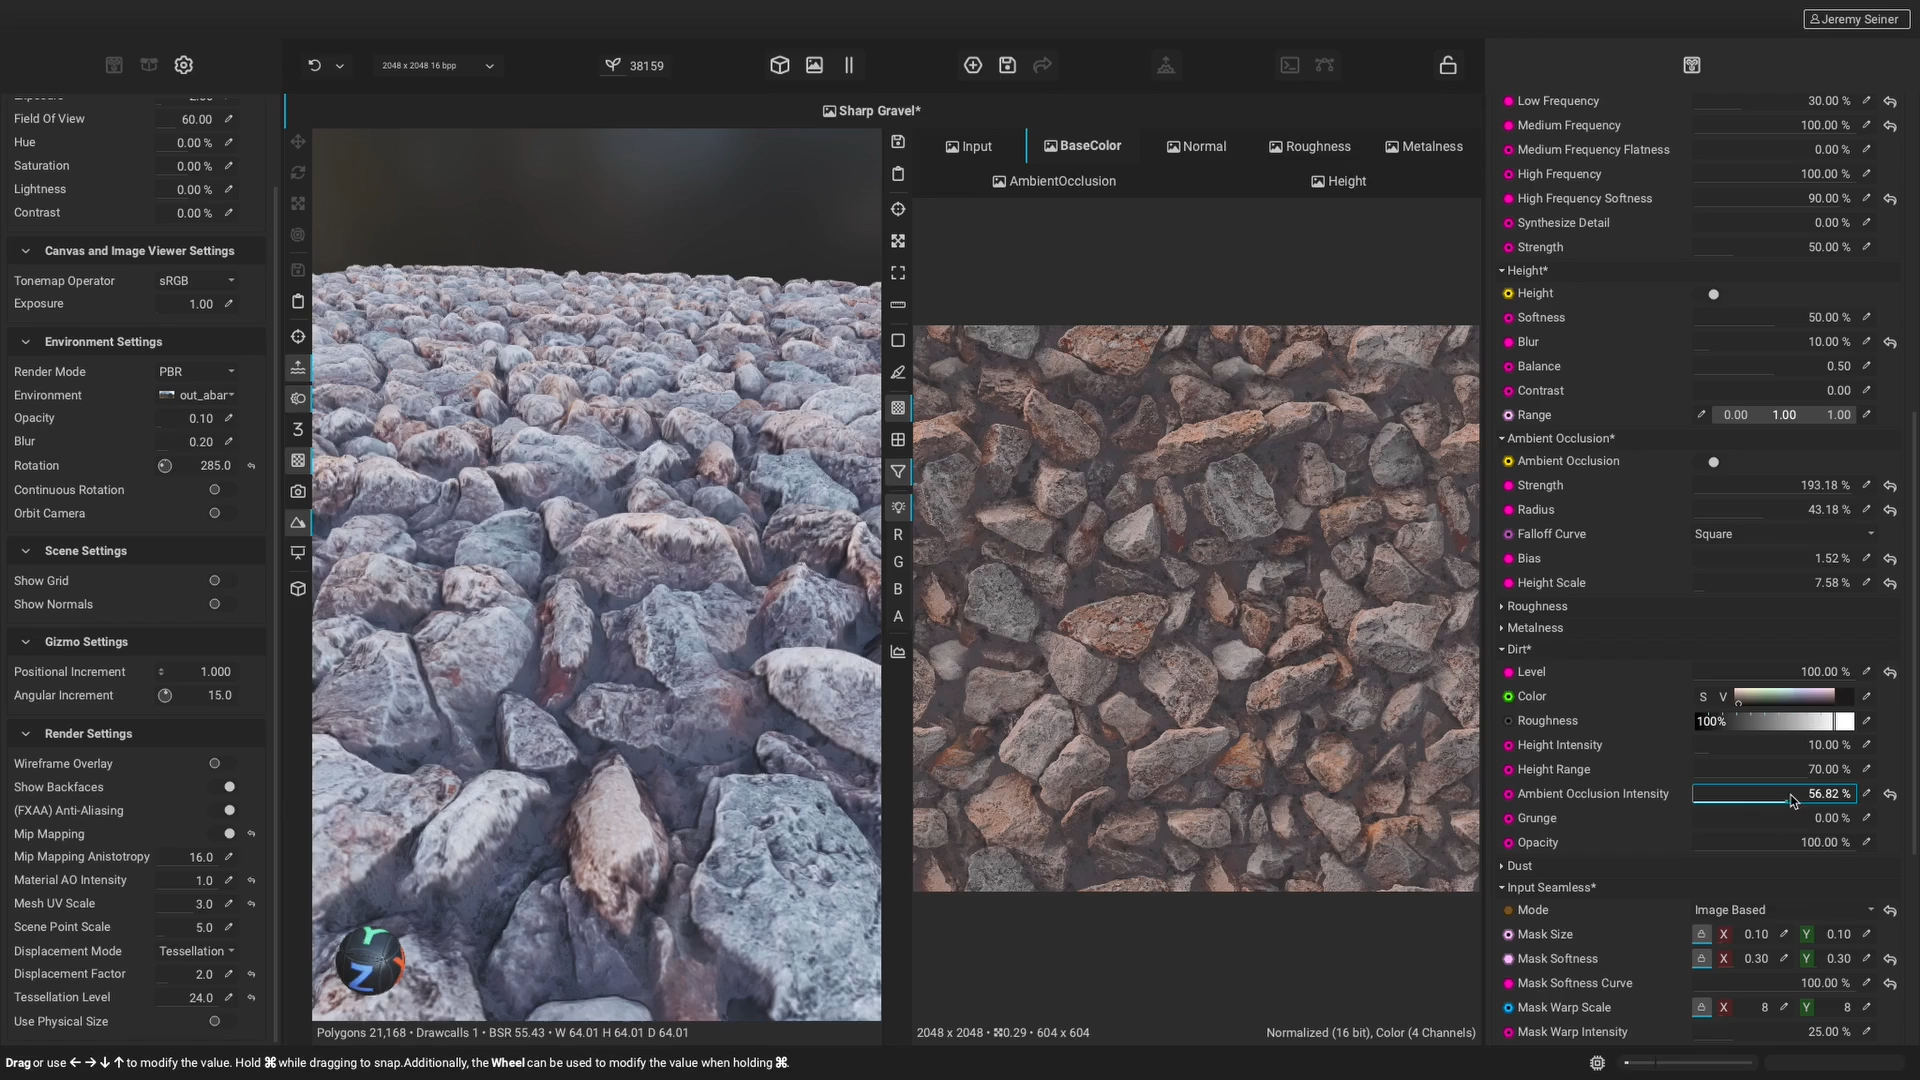 Jeremy Seiner
2048 x 2048 16 bpp
38159
Sharp Gravel*
Field Of View 60.00
Hue 0.00 %
Saturation 0.00 %
Lightness 0.00 %
Contrast 0.00 %
Canvas and Image Viewer Settings
Tonemap Operator sRGB
Exposure 1.00
Environment Settings
Render Mode PBR
Environment out_abar
Opacity 0.10
Blur 0.20
Rotation 285.0
Continuous Rotation
Orbit Camera
Scene Settings
Show Grid
Show Normals
Gizmo Settings
Positional Increment 1.000
Angular Increment 15.0
Render Settings
Wireframe Overlay
Show Backfaces
(FXAA) Anti-Aliasing
Mip Mapping
Mip Mapping Anistotropy 16.0
Material AO Intensity 1.0
Mesh UV Scale 3.0
Scene Point Scale 5.0
Displacement Mode Tessellation
Displacement Factor 2.0
Tessellation Level 24.0
Use Physical Size
3
Y
Z
Polygons 21,168 • Drawcalls 1 • BSR 55.43 • W 64.01 H 64.01 D 64.01
Input BaseColor Normal Roughness Metalness
AmbientOcclusion Height
R
G
B
A
2048 x 2048 • 0.29 • 604 x 604 Normalized (16 bit), Color (4 Channels)
Low Frequency 30.00 %
Medium Frequency 100.00 %
Medium Frequency Flatness 0.00 %
High Frequency 100.00 %
High Frequency Softness 90.00 %
Synthesize Detail 0.00 %
Strength 50.00 %
Height*
Height
Softness 50.00 %
Blur 10.00 %
Balance 0.50
Contrast 0.00
Range 0.00 1.00 1.00
Ambient Occlusion*
Ambient Occlusion
Strength 193.18 %
Radius 43.18 %
Falloff Curve Square
Bias 1.52 %
Height Scale 7.58 %
Roughness
Metalness
Dirt*
Level 100.00 %
Color S V
Roughness 100%
Height Intensity 10.00 %
Height Range 70.00 %
Ambient Occlusion Intensity 56.82 %
Grunge 0.00 %
Opacity 100.00 %
Dust
Input Seamless*
Mode Image Based
Mask Size X 0.10 Y 0.10
Mask Softness X 0.30 Y 0.30
Mask Softness Curve 100.00 %
Mask Warp Scale X 8 Y 8
Mask Warp Intensity 25.00 %
Drag or use ← → ↓ ↑ to modify the value. Hold ⌘ while dragging to snap.Additionally, the Wheel can be used to modify the value when holding ⌘.